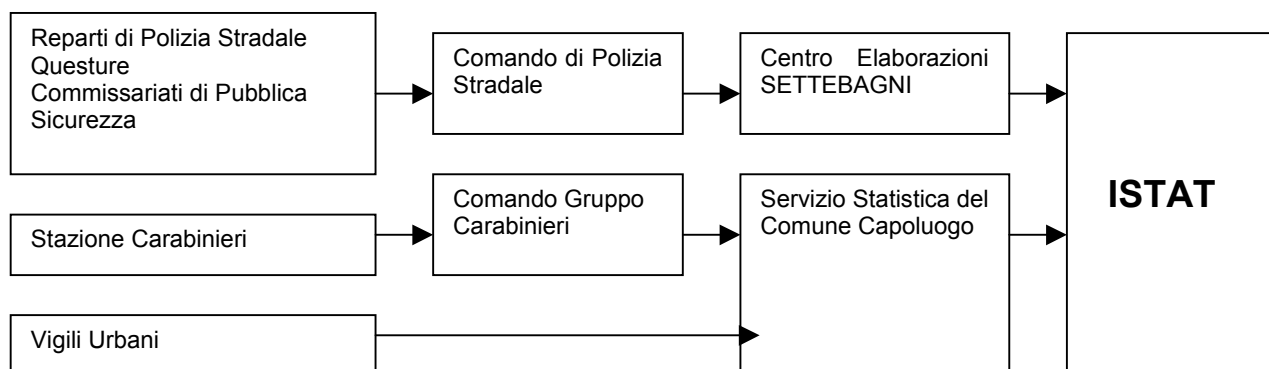 Reparti di Polizia Stradale
Questure
Commissariati di Pubblica
Sicurezza
Comando di Polizia
Stradale
Centro Elaborazioni
SETTEBAGNI
ISTAT
Stazione Carabinieri
Comando Gruppo
Carabinieri
Servizio Statistica del
Comune Capoluogo
Vigili Urbani